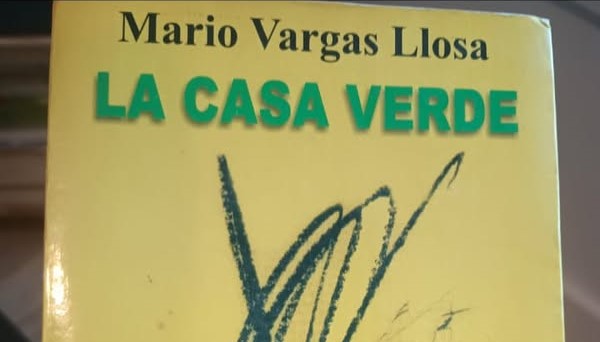 Mario Vargas Llosa
LA CASA VERDE